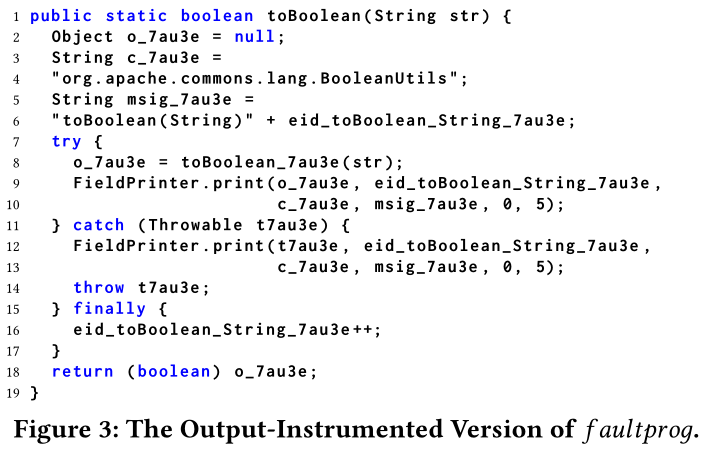 1 public static boolean toBoolean(String str) {
2 Object o_7au3e = null;
3 String c_7au3e =
4 "org.apache.commons.lang.BooleanUtils";
5 String msig_7au3e =
6 "toBoolean(String)" + eid_toBoolean_String_7au3e;
7 try {
8 o_7au3e = toBoolean_7au3e(str);
9 FieldPrinter.print(o_7au3e, eid_toBoolean_String_7au3e,
10 c_7au3e, msig_7au3e, 0, 5);
11 } catch (Throwable t7au3e) {
12 FieldPrinter.print(t7au3e, eid_toBoolean_String_7au3e,
13 c_7au3e, msig_7au3e, 0, 5);
14 throw t7au3e;
15 } finally {
16 eid_toBoolean_String_7au3e++;
17 }
18 return (boolean) o_7au3e;
19 }
Figure 3: The Output-Instrumented Version of faultprog.